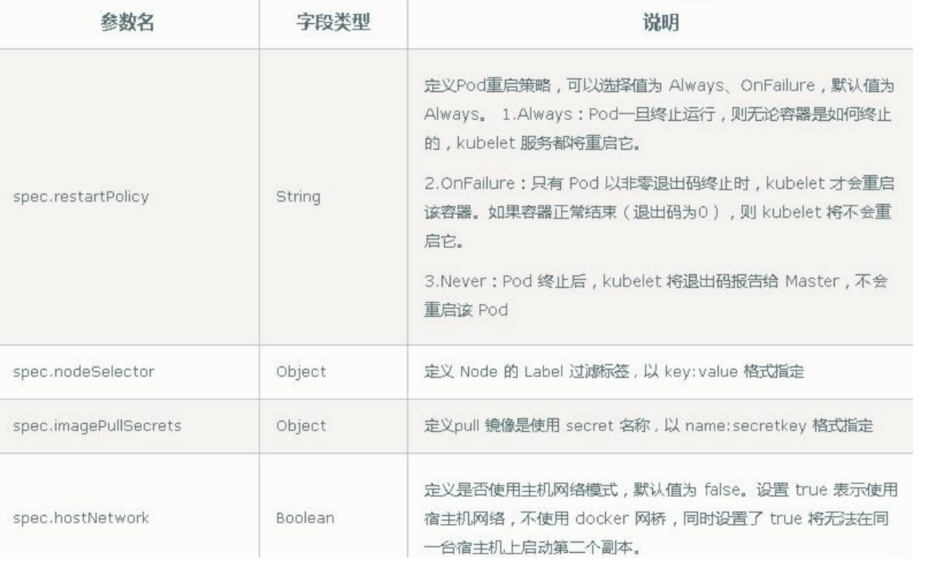 参数名 字段类型 说明
定义Pod重启策略，可以选择值为 Always、OnFailure，默认值为
Always。 1.Always：Pod一旦终止运行，则无论容器是如何终止
的，kubelet 服务都将重启它。
spec.restartPolicy String
2.OnFailure：只有 Pod 以非零退出码终止时，kubelet 才会重启
该容器。如果容器正常结束（退出码为0），则 kubelet 将不会重
启它。
3.Never：Pod 终止后，kubelet 将退出码报告给 Master，不会
重启该 Pod
spec.nodeSelector Object 定义 Node 的 Label 过滤标签，以 key:value 格式指定
spec.imagePullSecrets Object 定义pull 镜像是使用 secret 名称，以 name:secretkey 格式指定
spec.hostNetwork Boolean
定义是否使用主机网络模式，默认值为 false。设置 true 表示使用
宿主机网络，不使用 docker 网桥，同时设置了 true 将无法在同
一台宿主机上启动第二个副本。